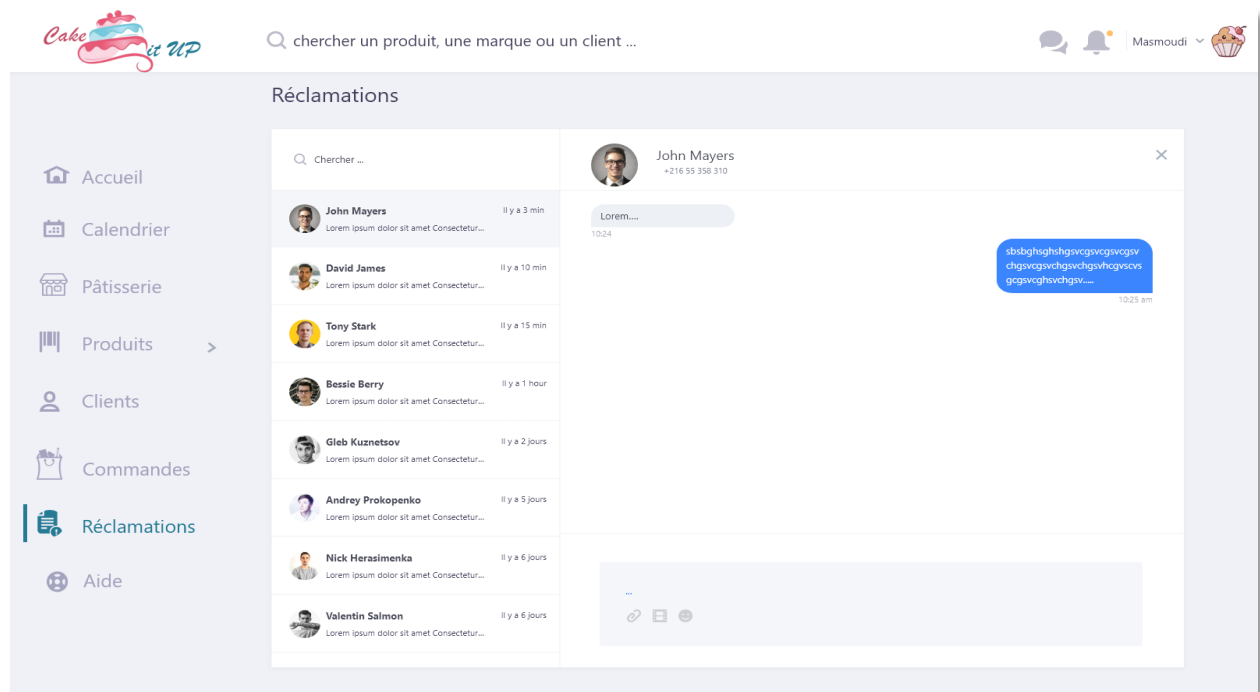 Cake it UP
chercher un produit, une marque ou un client ...
Masmoudi
Réclamations
Accueil
Calendrier
Pâtisserie
Produits
Clients
Commandes
Réclamations
Aide
Chercher ...
John Mayers
Il y a 3 min
Lorem ipsum dolor sit amet Consectetur...
David James
Il y a 10 min
Lorem ipsum dolor sit amet Consectetur...
Tony Stark
Il y a 15 min
Lorem ipsum dolor sit amet Consectetur...
Bessie Berry
Il y a 1 hour
Lorem ipsum dolor sit amet Consectetur...
Gleb Kuznetsov
Il y a 2 jours
Lorem ipsum dolor sit amet Consectetur...
Andrey Prokopenko
Il y a 5 jours
Lorem ipsum dolor sit amet Consectetur...
Nick Herasimenka
Il y a 6 jours
Lorem ipsum dolor sit amet Consectetur...
Valentin Salmon
Il y a 6 jours
Lorem ipsum dolor sit amet Consectetur...
John Mayers
+216 55 358 310
Lorem....
10:24
sbsbghsghshgsvcgsvcgsvcgsv
chgsvcgsvchgsvchgsvhcgvscvs
gcgsvcghsvchgsv.....
10:25 am
...